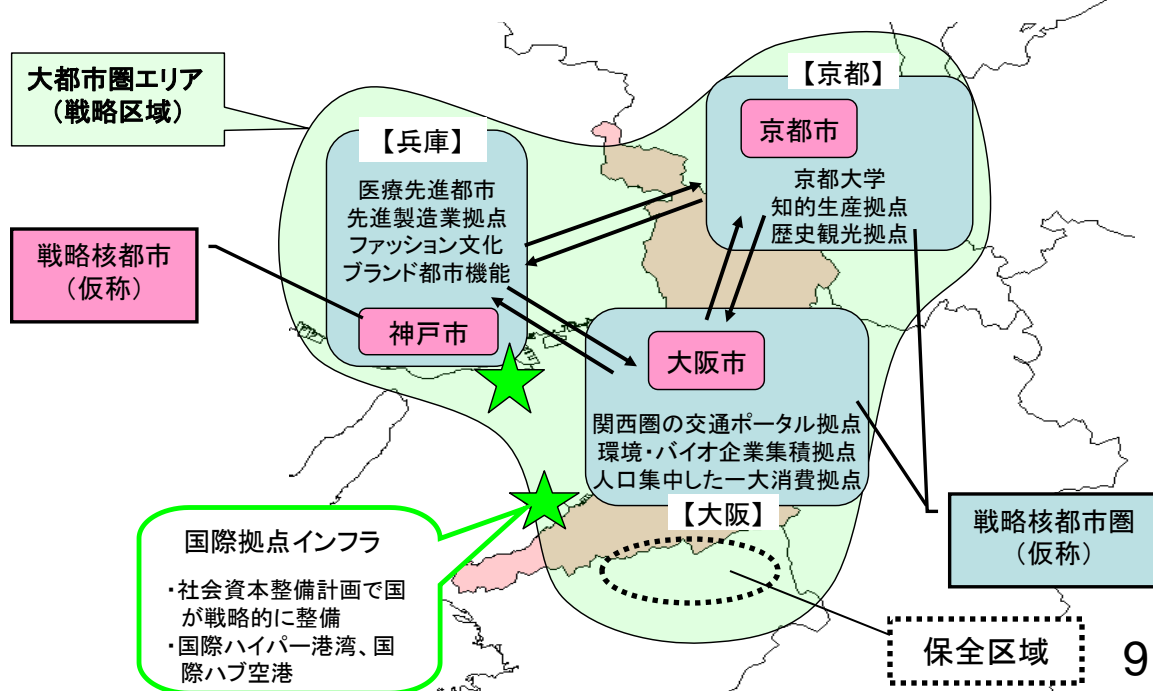 大都市圏エリア
（戦略区域）
【京都】
京都市
京都大学
知的生産拠点
歴史観光拠点
【兵庫】
医療先進都市
先進製造業拠点
ファッション文化
ブランド都市機能
神戸市
戦略核都市
（仮称）
大阪市
関西圏の交通ポータル拠点
環境・バイオ企業集積拠点
人口集中した一大消費拠点
【大阪】
戦略核都市圏
（仮称）
国際拠点インフラ
・社会資本整備計画で国
が戦略的に整備
・国際ハイパー港湾、国
際ハブ空港
保全区域
9